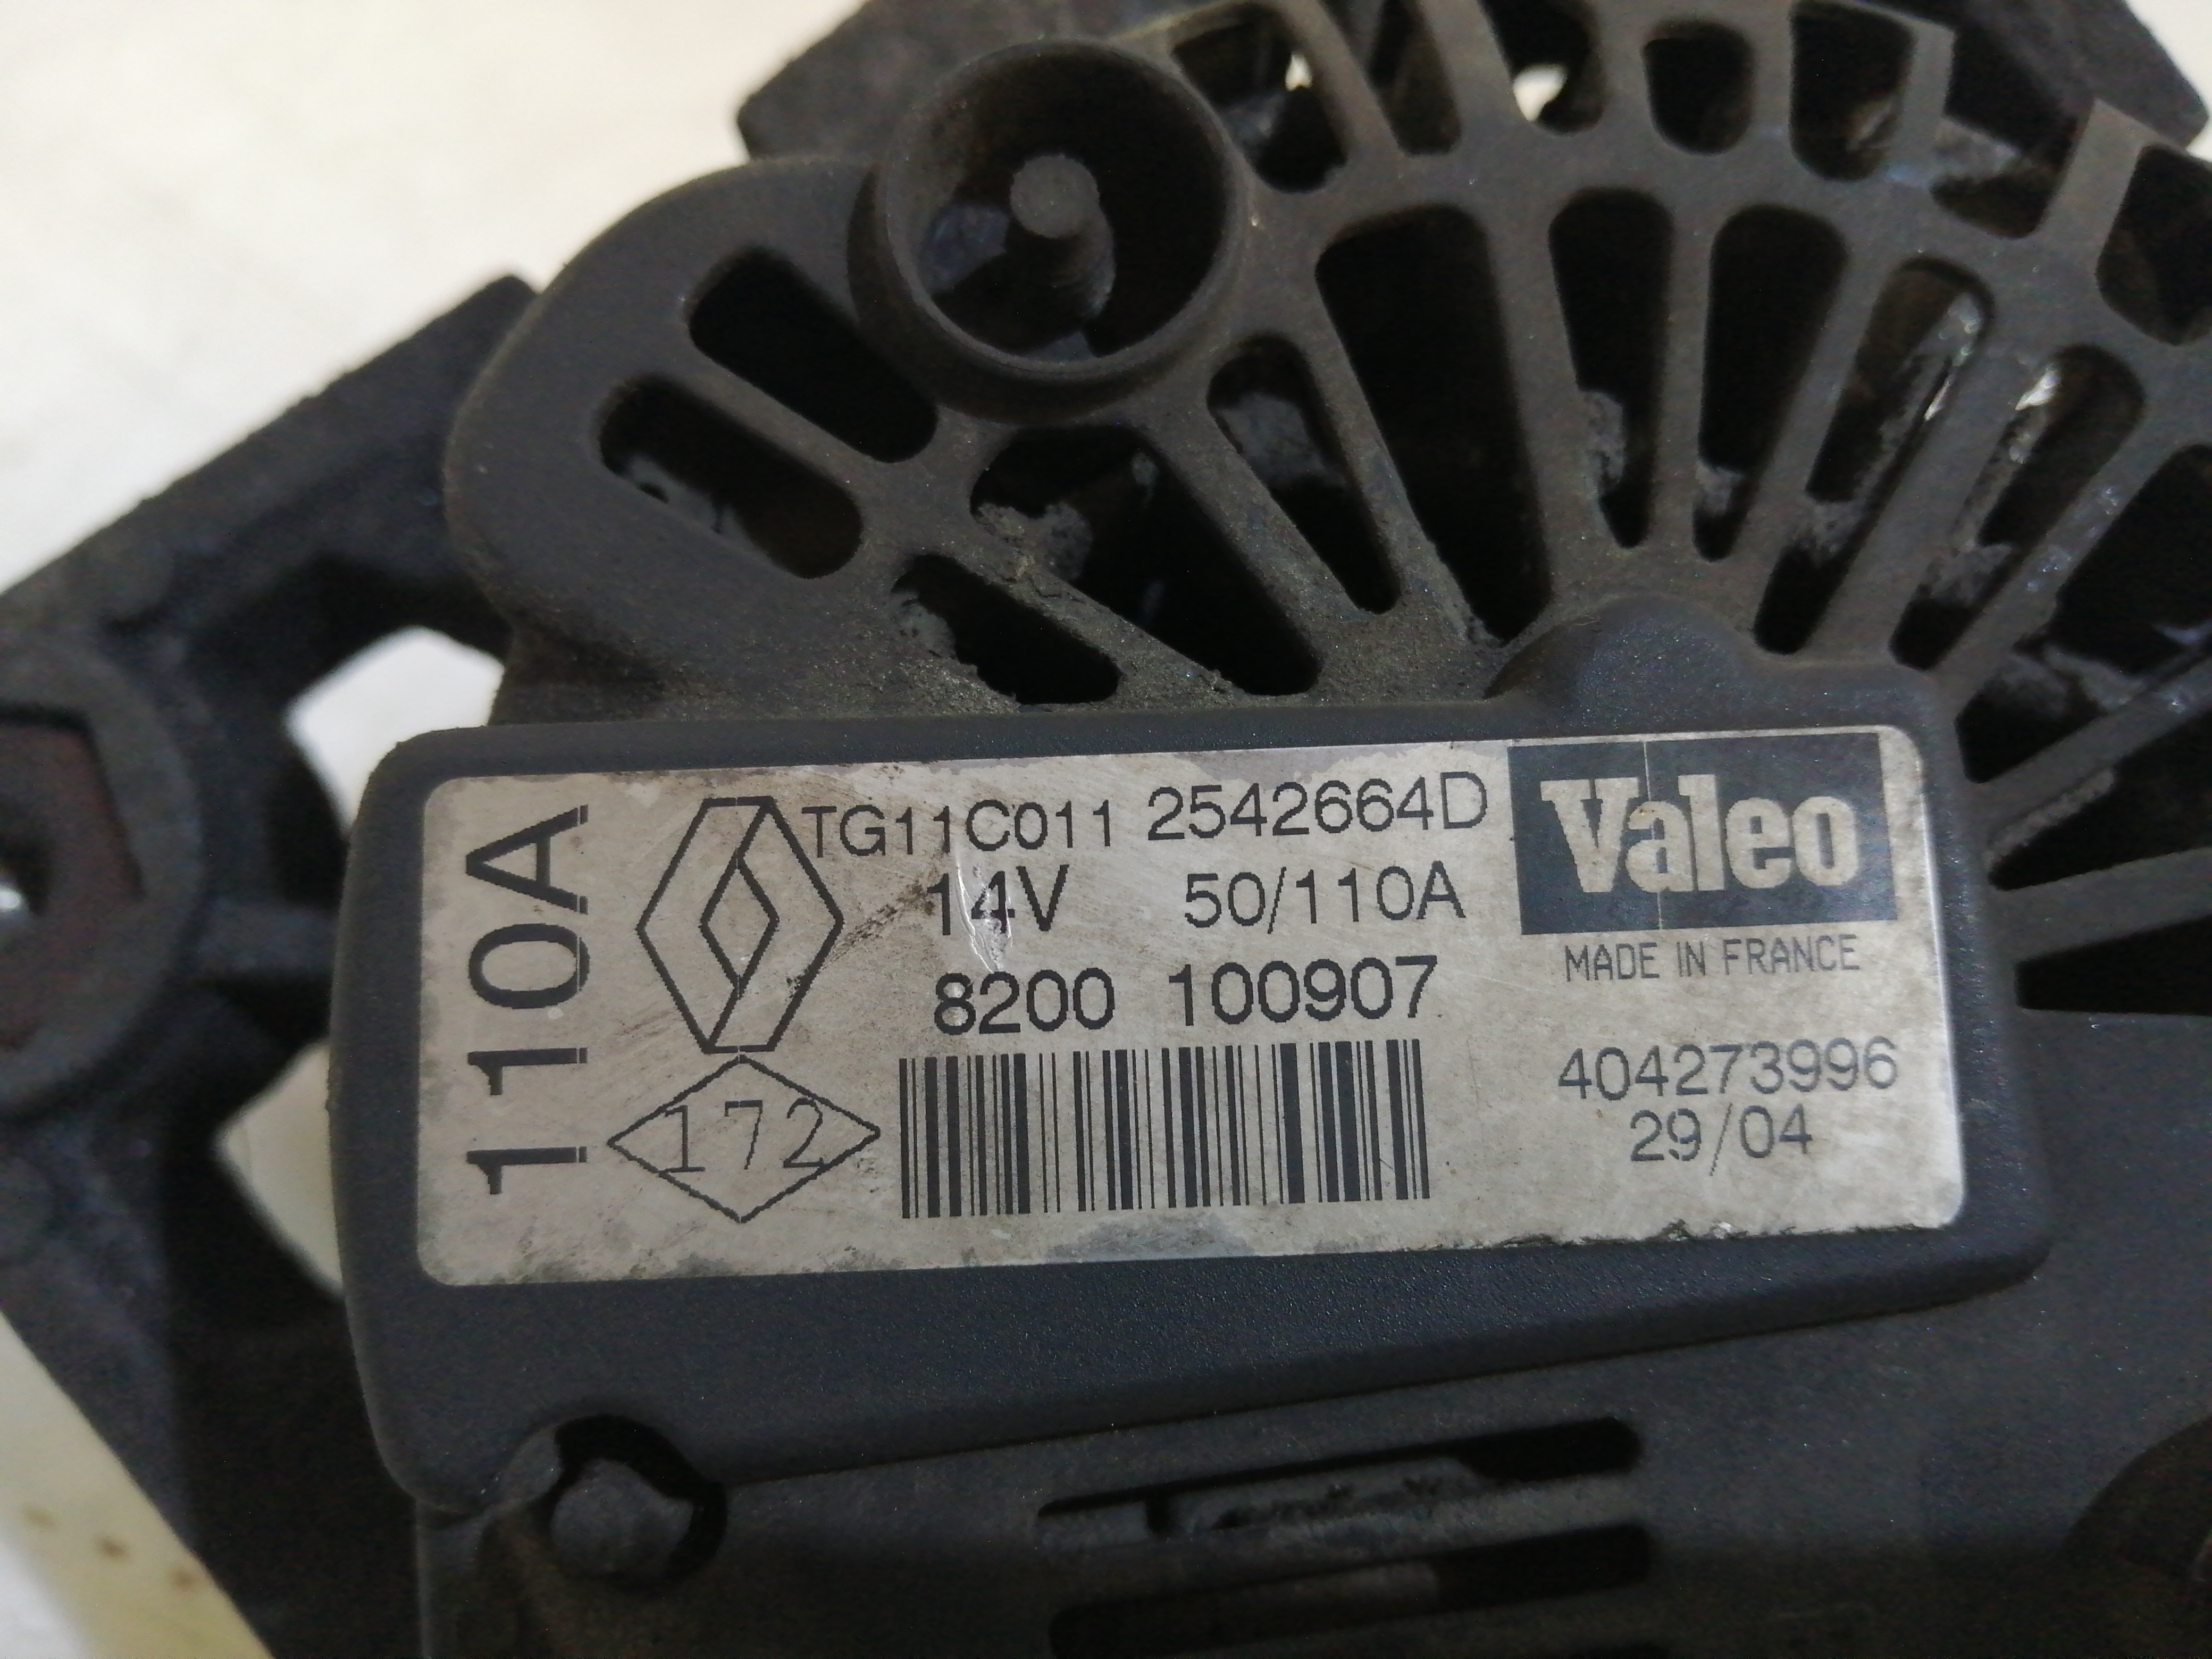 110A
TG11C011 2542664D
14V 50/110A
8200 100907
172
Valeo
MADE IN FRANCE
404273996
29/04